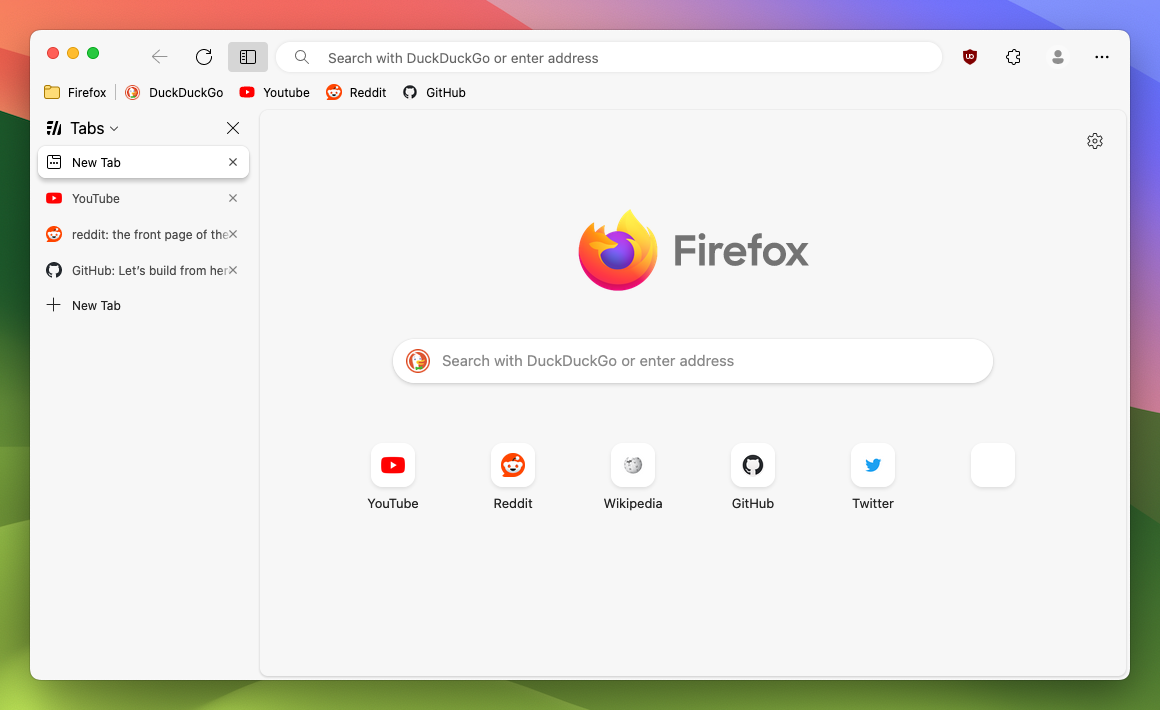 Search with DuckDuckGo or enter address
Firefox
DuckDuckGo
Youtube
Reddit
GitHub
Tabs
New Tab
YouTube
reddit: the front page of the
GitHub: Let's build from her
New Tab
Firefox
Search with DuckDuckGo or enter address
YouTube
Reddit
Wikipedia
GitHub
Twitter